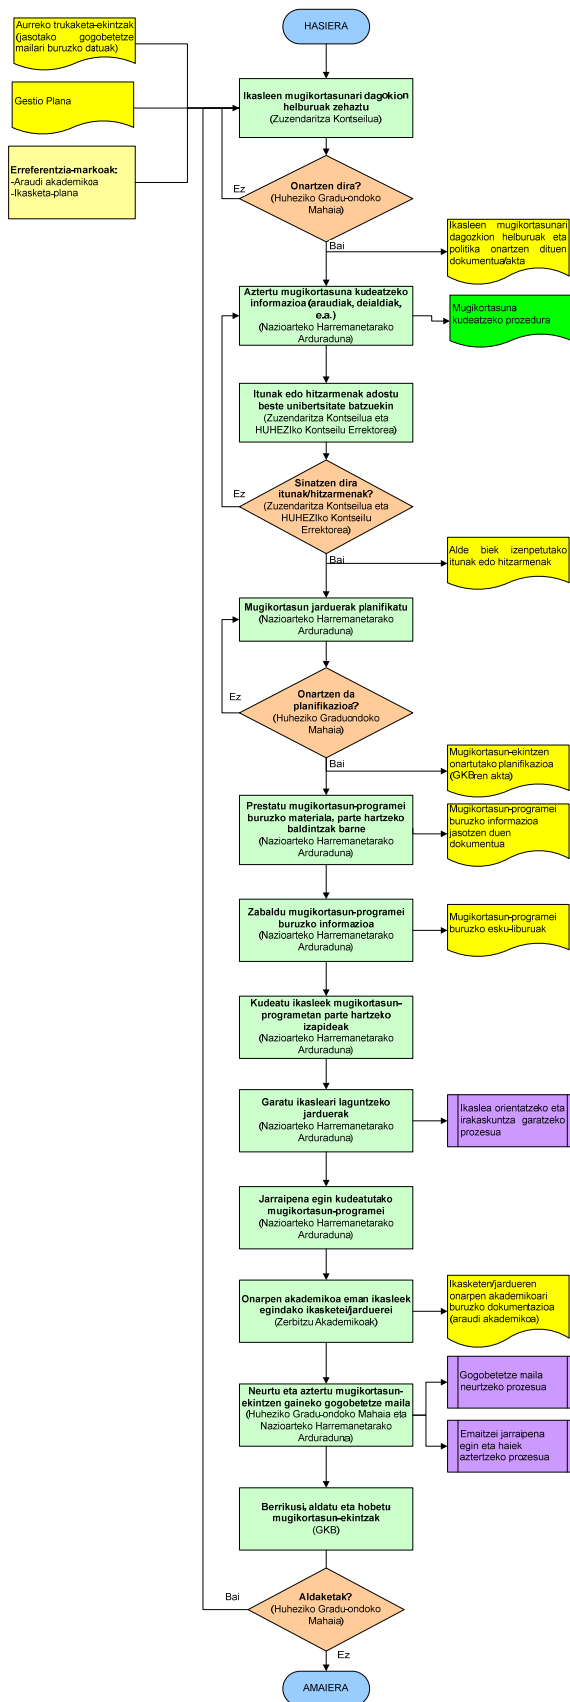 Aurreko trukaketa-ekintzak
(jasotako gogobetetze
mailari buruzko datuak)
HASIERA
Gestio Plana
Ikasleen mugikortasunari dagokion
helburuak zehaztu
(Zuzendaritza Kontseilua)
Erreferentzia-markoak:
-Araudi akademikoa
-Ikasketa-plana
Ez
Onartzen dira?
(Huheziko Gradu-ondoko
Mahaia)
Bai
Ikasleen mugikortasunari
dagozkion helburuak eta
politika onartzen dituen
dokumentua/akta
Aztertu mugikortasuna kudeatzeko
informazioa (araudiak, deialdiak,
e.a.)
(Nazioarteko Harremanetarako
Arduraduna)
Mugikortasuna
kudeatzeko prozedura
Itunak edo hitzarmenak adostu
beste unibertsitate batzuekin
(Zuzendaritza Kontseilua eta
HUHEZIko Kontseilu Errektorea)
Ez
Sinatzen dira
itunak/hitzarmenak?
(Zuzendaritza Kontseilua eta
HUHEZIko Kontseilu
Errektorea)
Bai
Alde biek izenpetutako
itunak edo hitzarmenak
Mugikortasun jarduerak planifikatu
(Nazioarteko Harremanetarako
Arduraduna)
Ez
Onartzen da
planifikazioa?
(Huheziko Graduondoko
Mahaia)
Bai
Mugikortasun-ekintzen
onartutako planifikazioa
(GKBren akta)
Prestatu mugikortasun-programei
buruzko materiala, parte hartzeko
baldintzak barne
(Nazioarteko Harremanetarako
Arduraduna)
Mugikortasun-programei
buruzko informazioa
jasotzen duen
dokumentua
Zabaldu mugikortasun-programei
buruzko informazioa
(Nazioarteko Harremanetarako
Arduraduna)
Mugikortasun-programei
buruzko esku-liburuak
Kudeatu ikasleek mugikortasun-
programetan parte hartzeko
izapideak
(Nazioarteko Harremanetarako
Arduraduna)
Garatu ikasleari laguntzeko
jarduerak
(Nazioarteko Harremanetarako
Arduraduna)
Ikaslea orientatzeko eta
irakaskuntza garatzeko
prozesua
Jarraipena egin kudeatutako
mugikortasun-programei
(Nazioarteko Harremanetarako
Arduraduna)
Onarpen akademikoa eman ikasleek
egindako ikasketei/jarduerei
(Zerbitzu Akademikoak)
Ikasketen/jardueren
onarpen akademikoari
buruzko dokumentazioa
(araudi akademikoa)
Neurtu eta aztertu mugikortasun-
ekintzen gaineko gogobetetze maila
(Huheziko Gradu-ondoko Mahaia eta
Nazioarteko Harremanetarako
Arduraduna)
Gogobetetze maila
neurtzeko prozesua
Emaitzei jarraipena
egin eta haiek
aztertzeko prozesua
Berrikusi, aldatu eta hobetu
mugikortasun-ekintzak
(GKB)
Bai
Aldaketak?
(Huheziko Gradu-ondoko
Mahaia)
Ez
AMAIERA